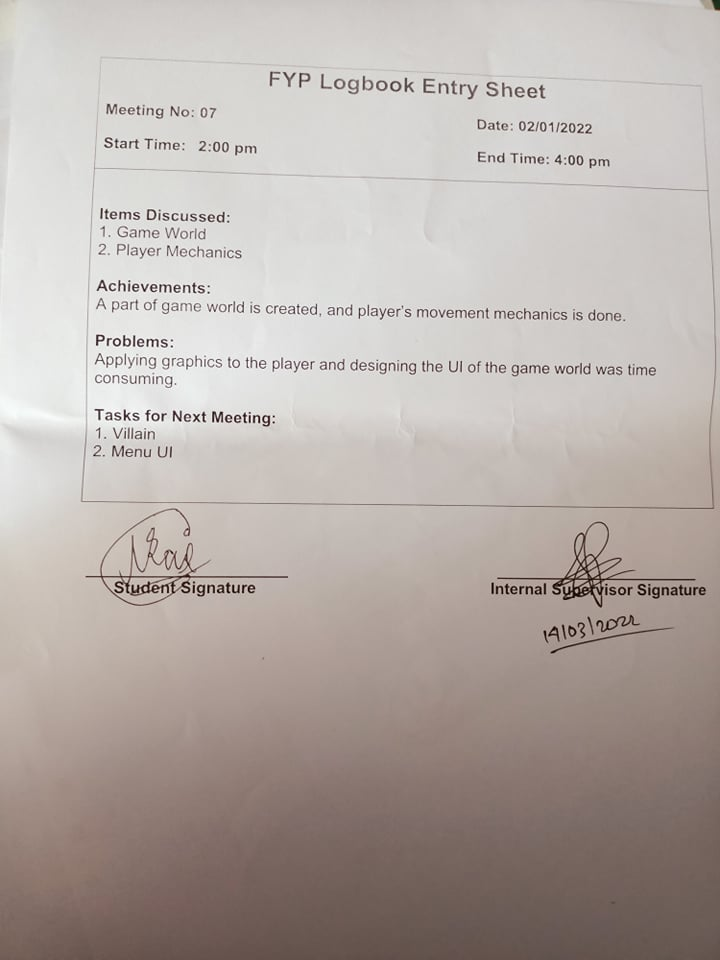 FYP Logbook Entry Sheet
Meeting No: 07
Date: 02/01/2022
Start Time: 2:00 pm
End Time: 4:00 pm
Items Discussed:
1. Game World
2. Player Mechanics
Achievements:
A part of game world is created, and player's movement mechanics is done.
Problems:
Applying graphics to the player and designing the UI of the game world was time
consuming.
Tasks for Next Meeting:
1. Villain
2. Menu UI
Student Signature
Internal Supervisor Signature
14/03/2022